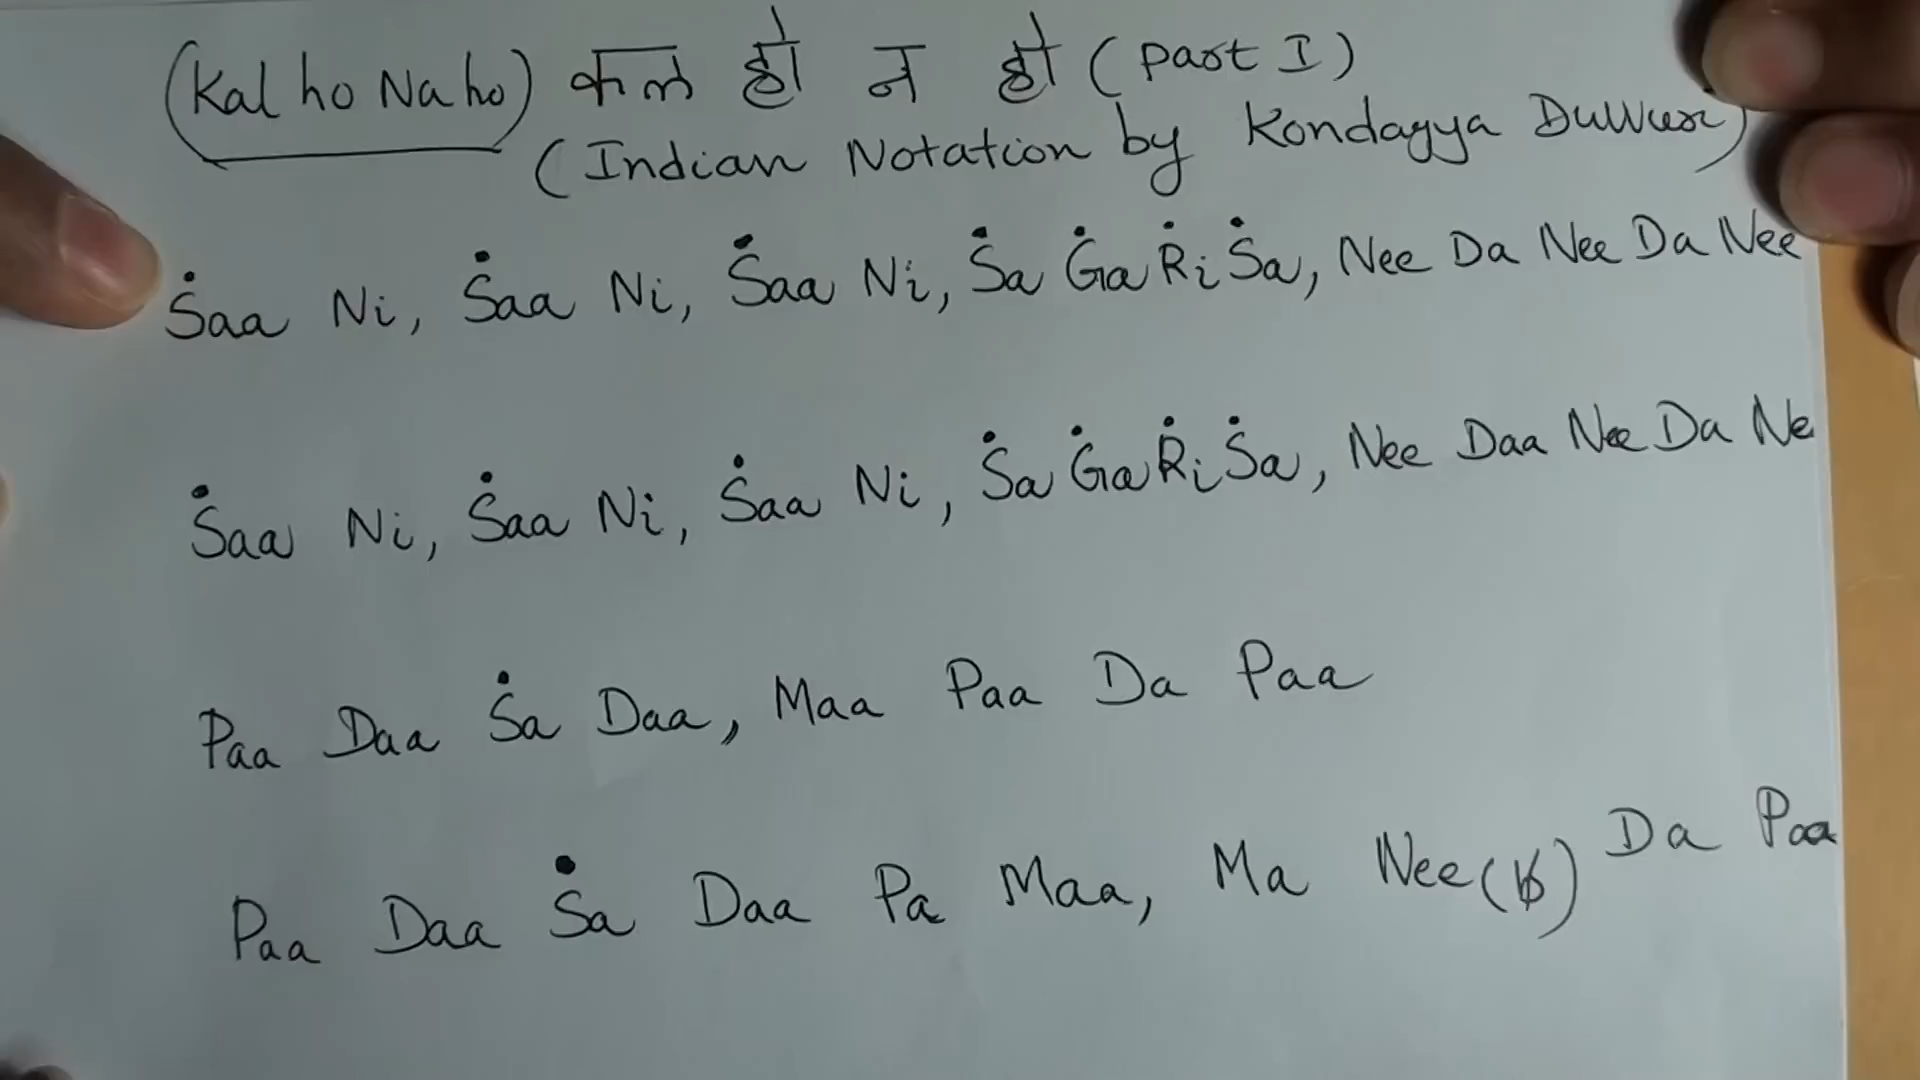 (Kal ho Na ho) कल हो न हो (Part I)
(Indian Notation by Kondagya Duwuri)
Ṡaa Ni, Ṡaa Ni, Ṡaa Ni, Ṡa Ġa Ṙi Ṡa, Nee Da Nee Da Nee
Ṡaa Ni, Ṡaa Ni, Ṡaa Ni, Ṡa Ġa Ṙi Ṡa, Nee Daa Nee Da Ne
Paa Daa Ṡa Daa, Maa Paa Da Paa
Paa Daa Ṡa Daa Pa Maa, Ma Nee(k) Da Paa